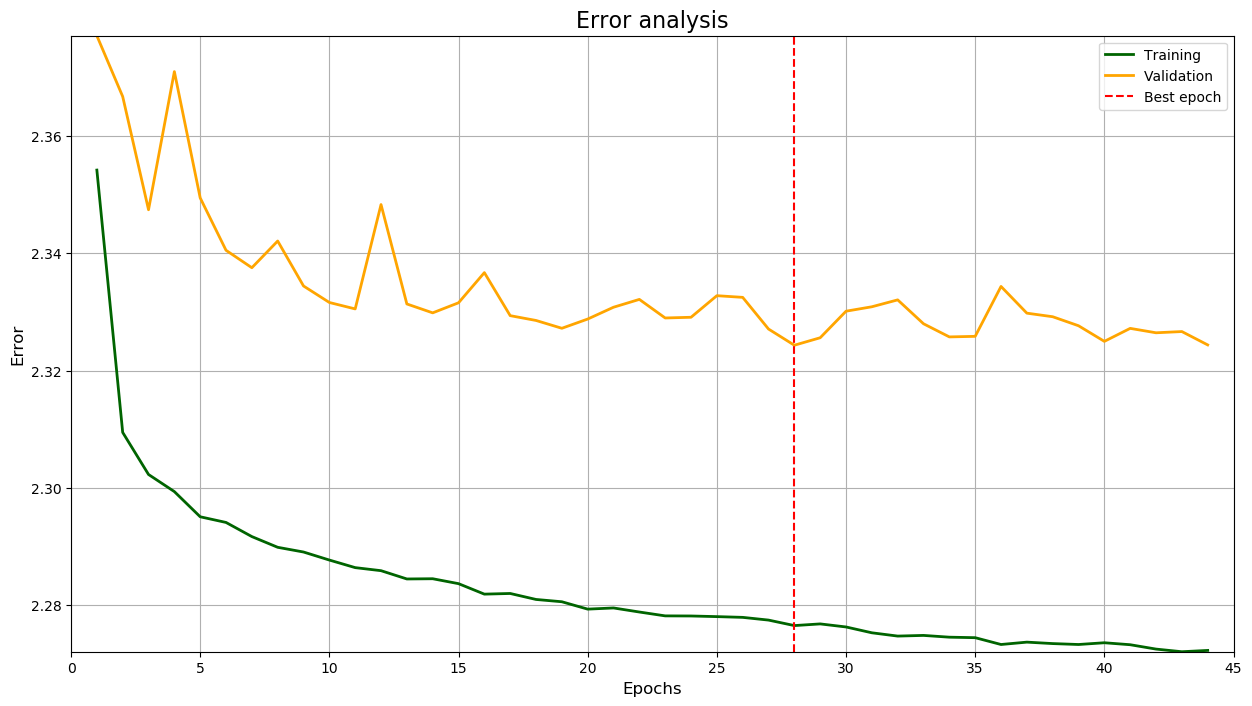 Error analysis
Training
Validation
Best epoch
2.36
2.34
2.32
2.30
2.28
Error
0 5 10 15 20 25 30 35 40 45
Epochs